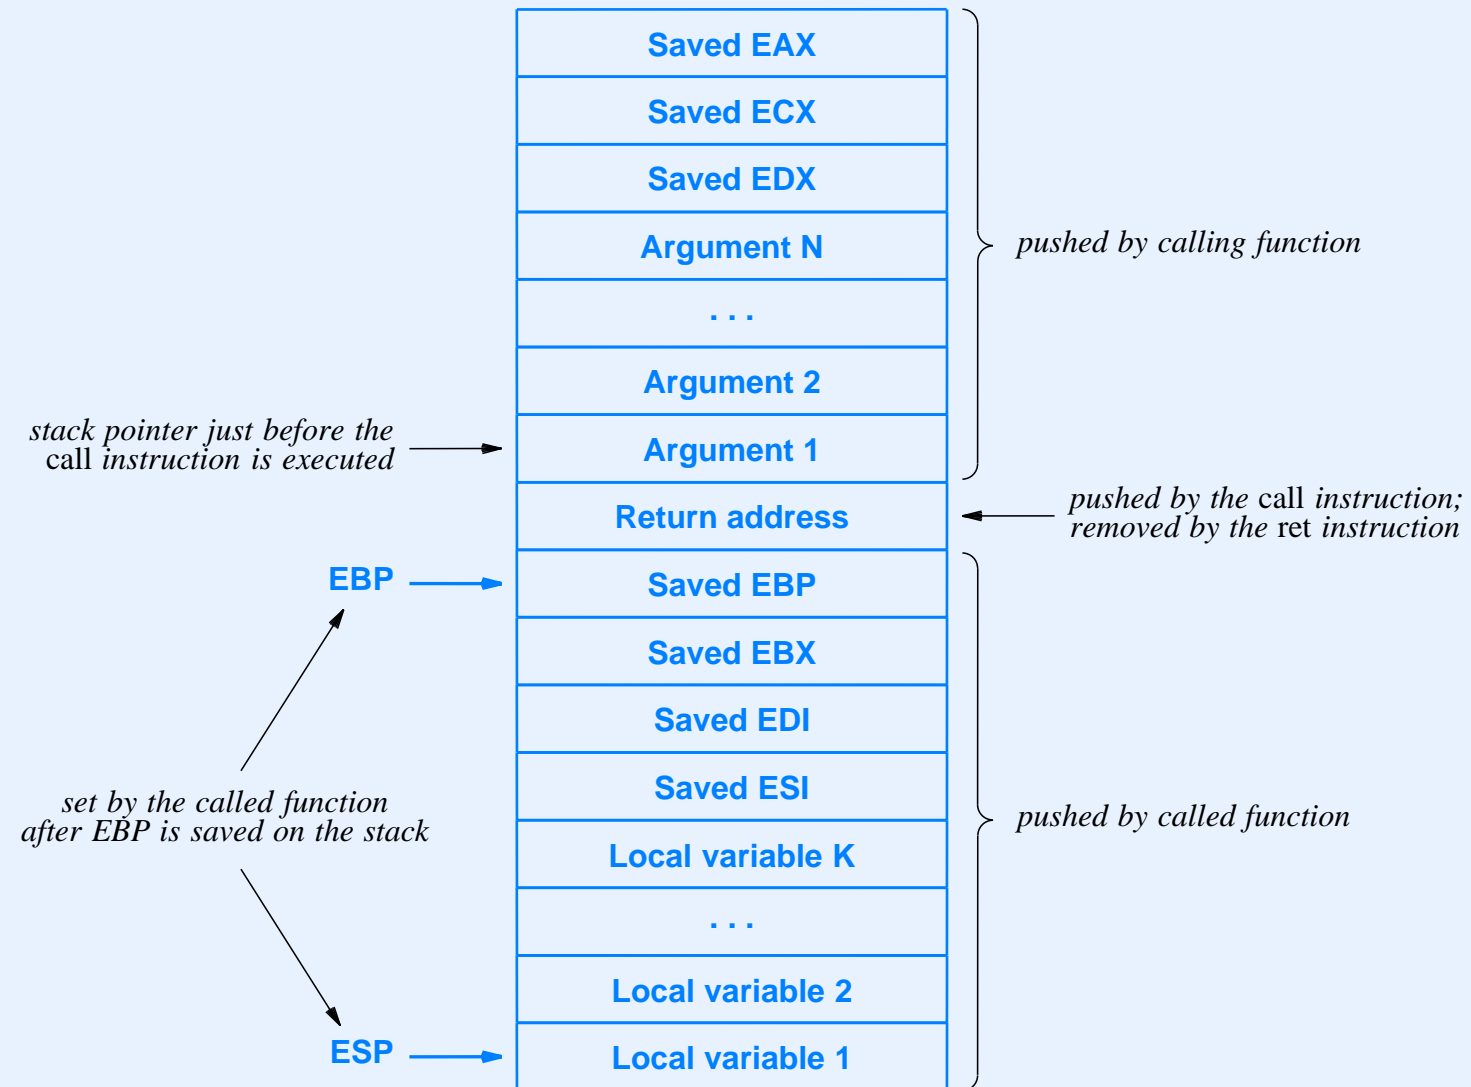 Saved EAX
Saved ECX
Saved EDX
Argument N
. . .
Argument 2
Argument 1
Return address
Saved EBP
Saved EBX
Saved EDI
Saved ESI
Local variable K
. . .
Local variable 2
Local variable 1
pushed by calling function
stack pointer just before the
call instruction is executed
pushed by the call instruction;
removed by the ret instruction
EBP
set by the called function
after EBP is saved on the stack
pushed by called function
ESP